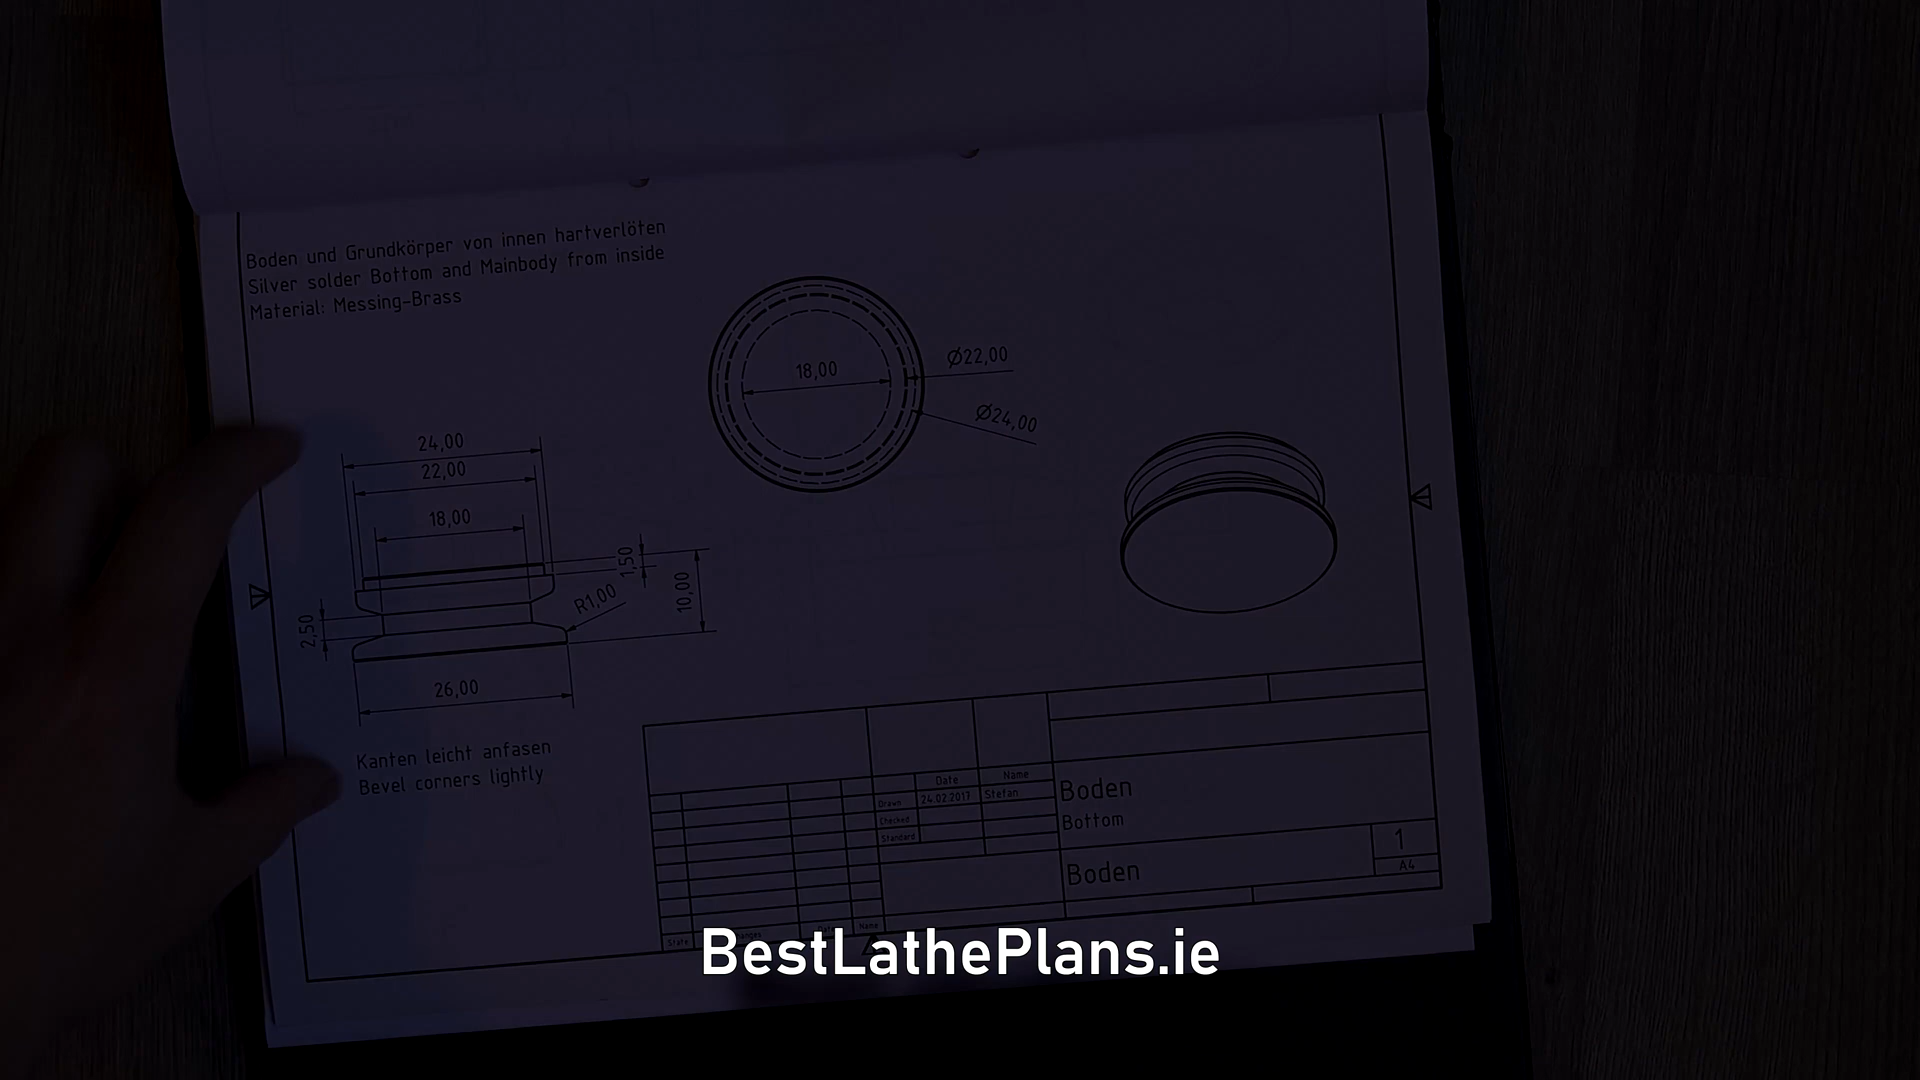 Boden und Grundkörper von innen hartverlöten
Silver solder Bottom and Mainbody from inside
Material: Messing-Brass
18,00
Ø22,00
Ø24,00
24,00
22,00
18,00
1,50
R1,00
10,00
2,50
26,00
Kanten leicht anfasen
Bevel corners lightly
Date Name
Drawn 24.02.2017 Stefan
Checked
Standard
Boden
Bottom
Boden
1
A4
State Name
BestLathePlans.ie